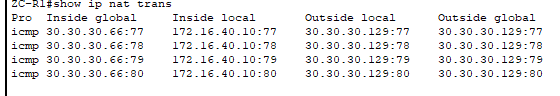 ZC-R1#show ip nat trans
Pro Inside global Inside local Outside local Outside global
icmp 30.30.30.66:77 172.16.40.10:77 30.30.30.129:77 30.30.30.129:77
icmp 30.30.30.66:78 172.16.40.10:78 30.30.30.129:78 30.30.30.129:78
icmp 30.30.30.66:79 172.16.40.10:79 30.30.30.129:79 30.30.30.129:79
icmp 30.30.30.66:80 172.16.40.10:80 30.30.30.129:80 30.30.30.129:80